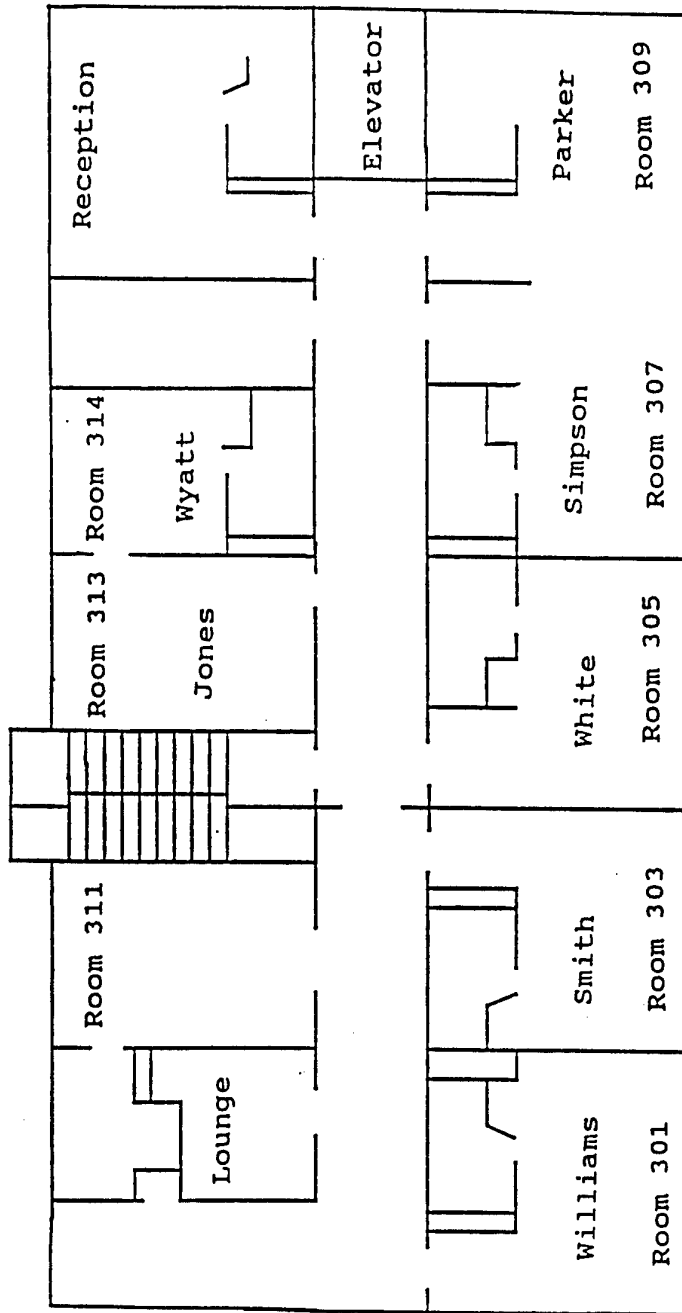 Room 311
Room 313
Room 314
Reception
Lounge
Jones
Wyatt
Elevator
Williams
Smith
White
Simpson
Parker
Room 301
Room 303
Room 305
Room 307
Room 309